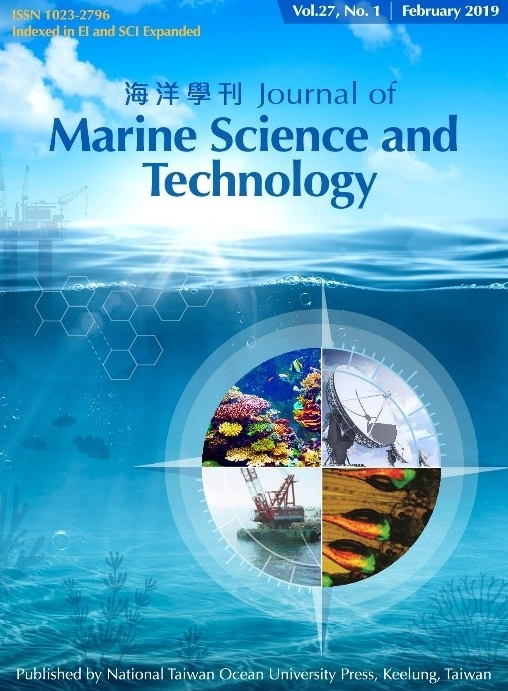 ISSN 1023-2796
Indexed in EI and SCI Expanded
Vol.27, No. 1 | February 2019
海洋學刊 Journal of
Marine Science and
Technology
Published by National Taiwan Ocean University Press, Keelung, Taiwan